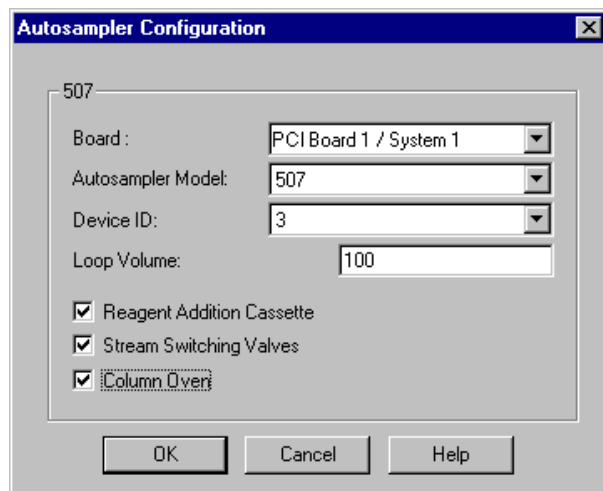 Autosampler Configuration
507
Board :
PCI Board 1 / System 1
Autosampler Model:
507
Device ID:
3
Loop Volume:
100
Reagent Addition Cassette
Stream Switching Valves
Column Oven
OK
Cancel
Help